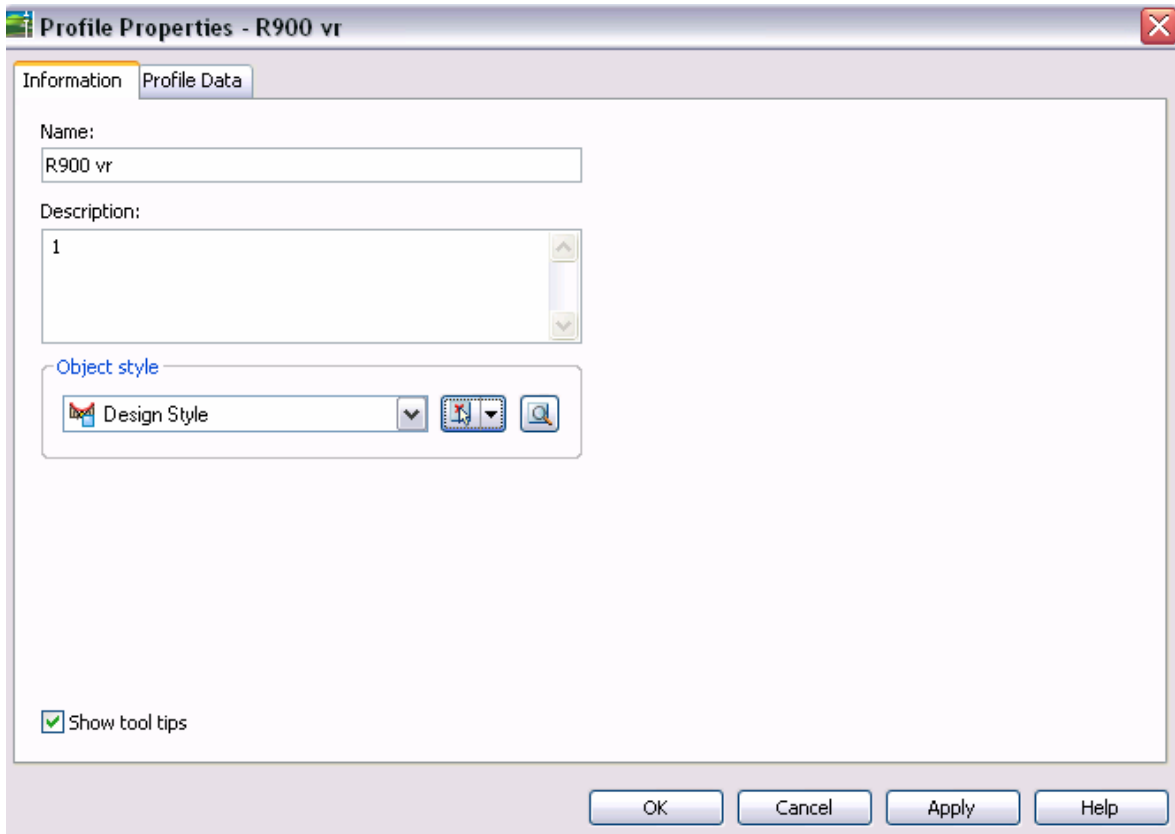 Profile Properties - R900 vr
Information Profile Data
Name:
R900 vr
Description:
1
Object style
Design Style
Show tool tips
OK Cancel Apply Help